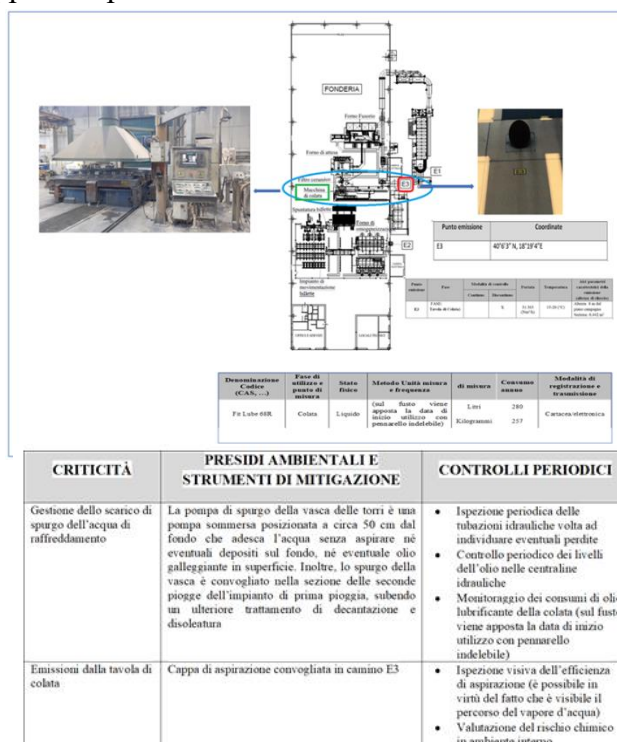 FONDERIA
Forno Fusorio
Forno di attesa
Filtro ceramico
Macchina
di colata
E3
E1
Spuntatura billette
Forno di
omogeneizzazione
E2
Impianto di
movimentazione
billette
E3
Punto emissione Coordinate
E3 40°6'3" N, 18°19'4"E
Denominazione Codice (CAS, …) Fase di utilizzo e punto di misura Stato fisico Metodo Unità misura e frequenza di misura Consumo annuo Modalità di registrazione e trasmissione
Fit Lube 68R Colata Liquido (sul fusto viene apposta la data di inizio utilizzo con pennarello indelebile) Litri 280 Cartacea/elettronica
Kilogrammi 257
CRITICITÀ
PRESIDI AMBIENTALI E
STRUMENTI DI MITIGAZIONE
CONTROLLI PERIODICI
Gestione dello scarico di
spurgo dell'acqua di
raffreddamento
La pompa di spurgo della vasca delle torri è una
pompa sommersa posizionata a circa 50 cm dal
fondo che adesca l'acqua senza aspirare né
eventuali depositi sul fondo, né eventuale olio
galleggiante in superficie. Inoltre, lo spurgo della
vasca è convogliato nella sezione delle seconde
piogge dell'impianto di prima pioggia, subendo
un ulteriore trattamento di decantazione e
disoleatura
• Ispezione periodica delle
tubazioni idrauliche volta ad
individuare eventuali perdite
• Controllo periodico dei livelli
dell'olio nelle centraline
idrauliche
• Monitoraggio dei consumi di olio
lubrificante della colata (sul fusto
viene apposta la data di inizio
utilizzo con pennarello
indelebile)
Emissioni dalla tavola di
colata
Cappa di aspirazione convogliata in camino E3
• Ispezione visiva dell'efficienza
di aspirazione (è possibile in
virtù del fatto che è visibile il
percorso del vapore d'acqua)
• Valutazione del rischio chimico
in ambiente interno